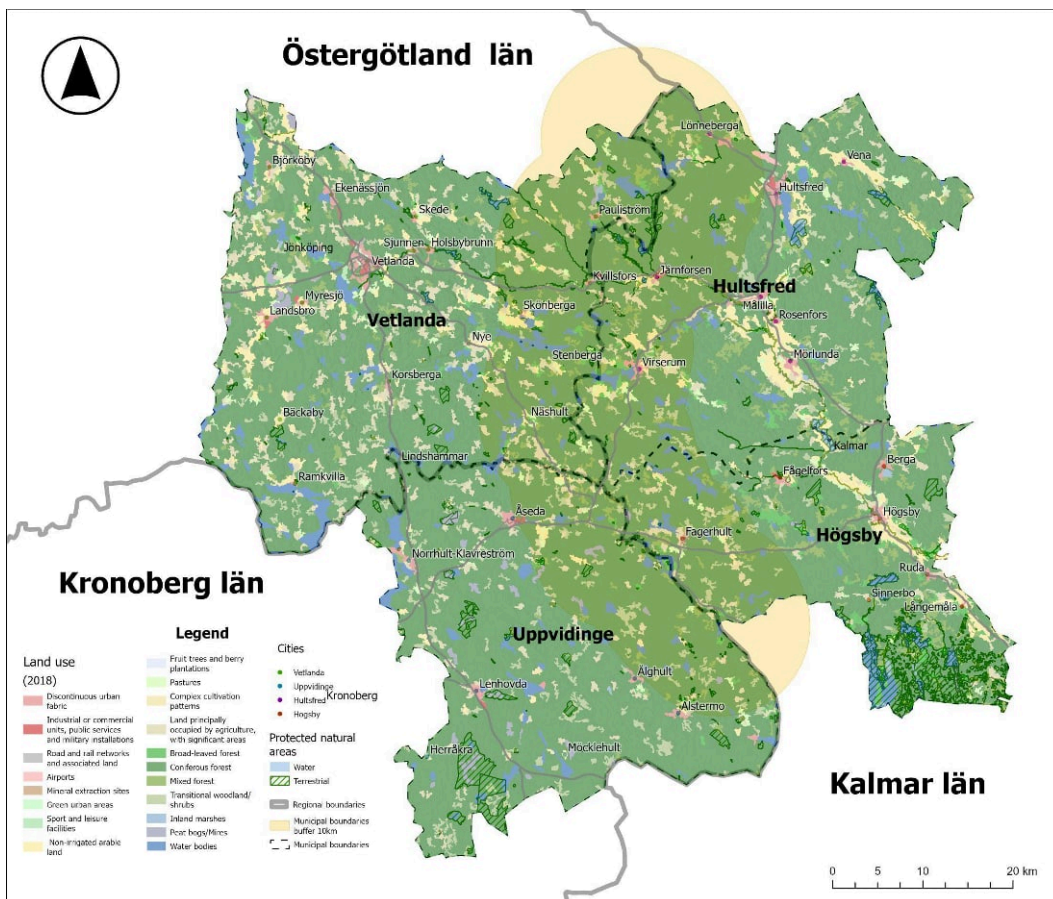 Östergötland län
Lönneberga
Vena
Björköby
Hultsfred
Ekenässjön
Skede
Pauliström
Sjunnen
Holsbybrunn
Jönköping
Vetlanda
Kvillsfors
Järnforsen
Hultsfred
Myresjö
Målilla
Landsbro
Skönberga
Rosenfors
Vetlanda
Nye
Stenberga
Mörlunda
Virserum
Korsberga
Bäckaby
Näshult
Kalmar
Lindshammar
Berga
Fågelfors
Ramkvilla
Åseda
Högsby
Fagerhult
Högsby
Norrhult-Klavreström
Kronoberg län
Ruda
Sinnerbo
Långemåla
Uppvidinge
Älghult
Lenhovda
Kronoberg
Alstermo
Herråkra
Mocklehult
Kalmar län
Legend
Land use
(2018)
Discontinuous urban
fabric
Industrial or commercial
units, public services
and military installations
Road and rail networks
and associated land
Airports
Mineral extraction sites
Green urban areas
Sport and leisure
facilities
Non-irrigated arable
land
Fruit trees and berry
plantations
Pastures
Complex cultivation
patterns
Land principally
occupied by agriculture,
with significant areas
Broad-leaved forest
Coniferous forest
Mixed forest
Transitional woodland/
shrubs
Inland marshes
Peat bogs/Mires
Water bodies
Cities
Vetlanda
Uppvidinge
Hultsfred
Hogsby
Protected natural
areas
Water
Terrestrial
Regional boundaries
Municipal boundaries
buffer 10km
Municipal boundaries
0 5 10 20 km